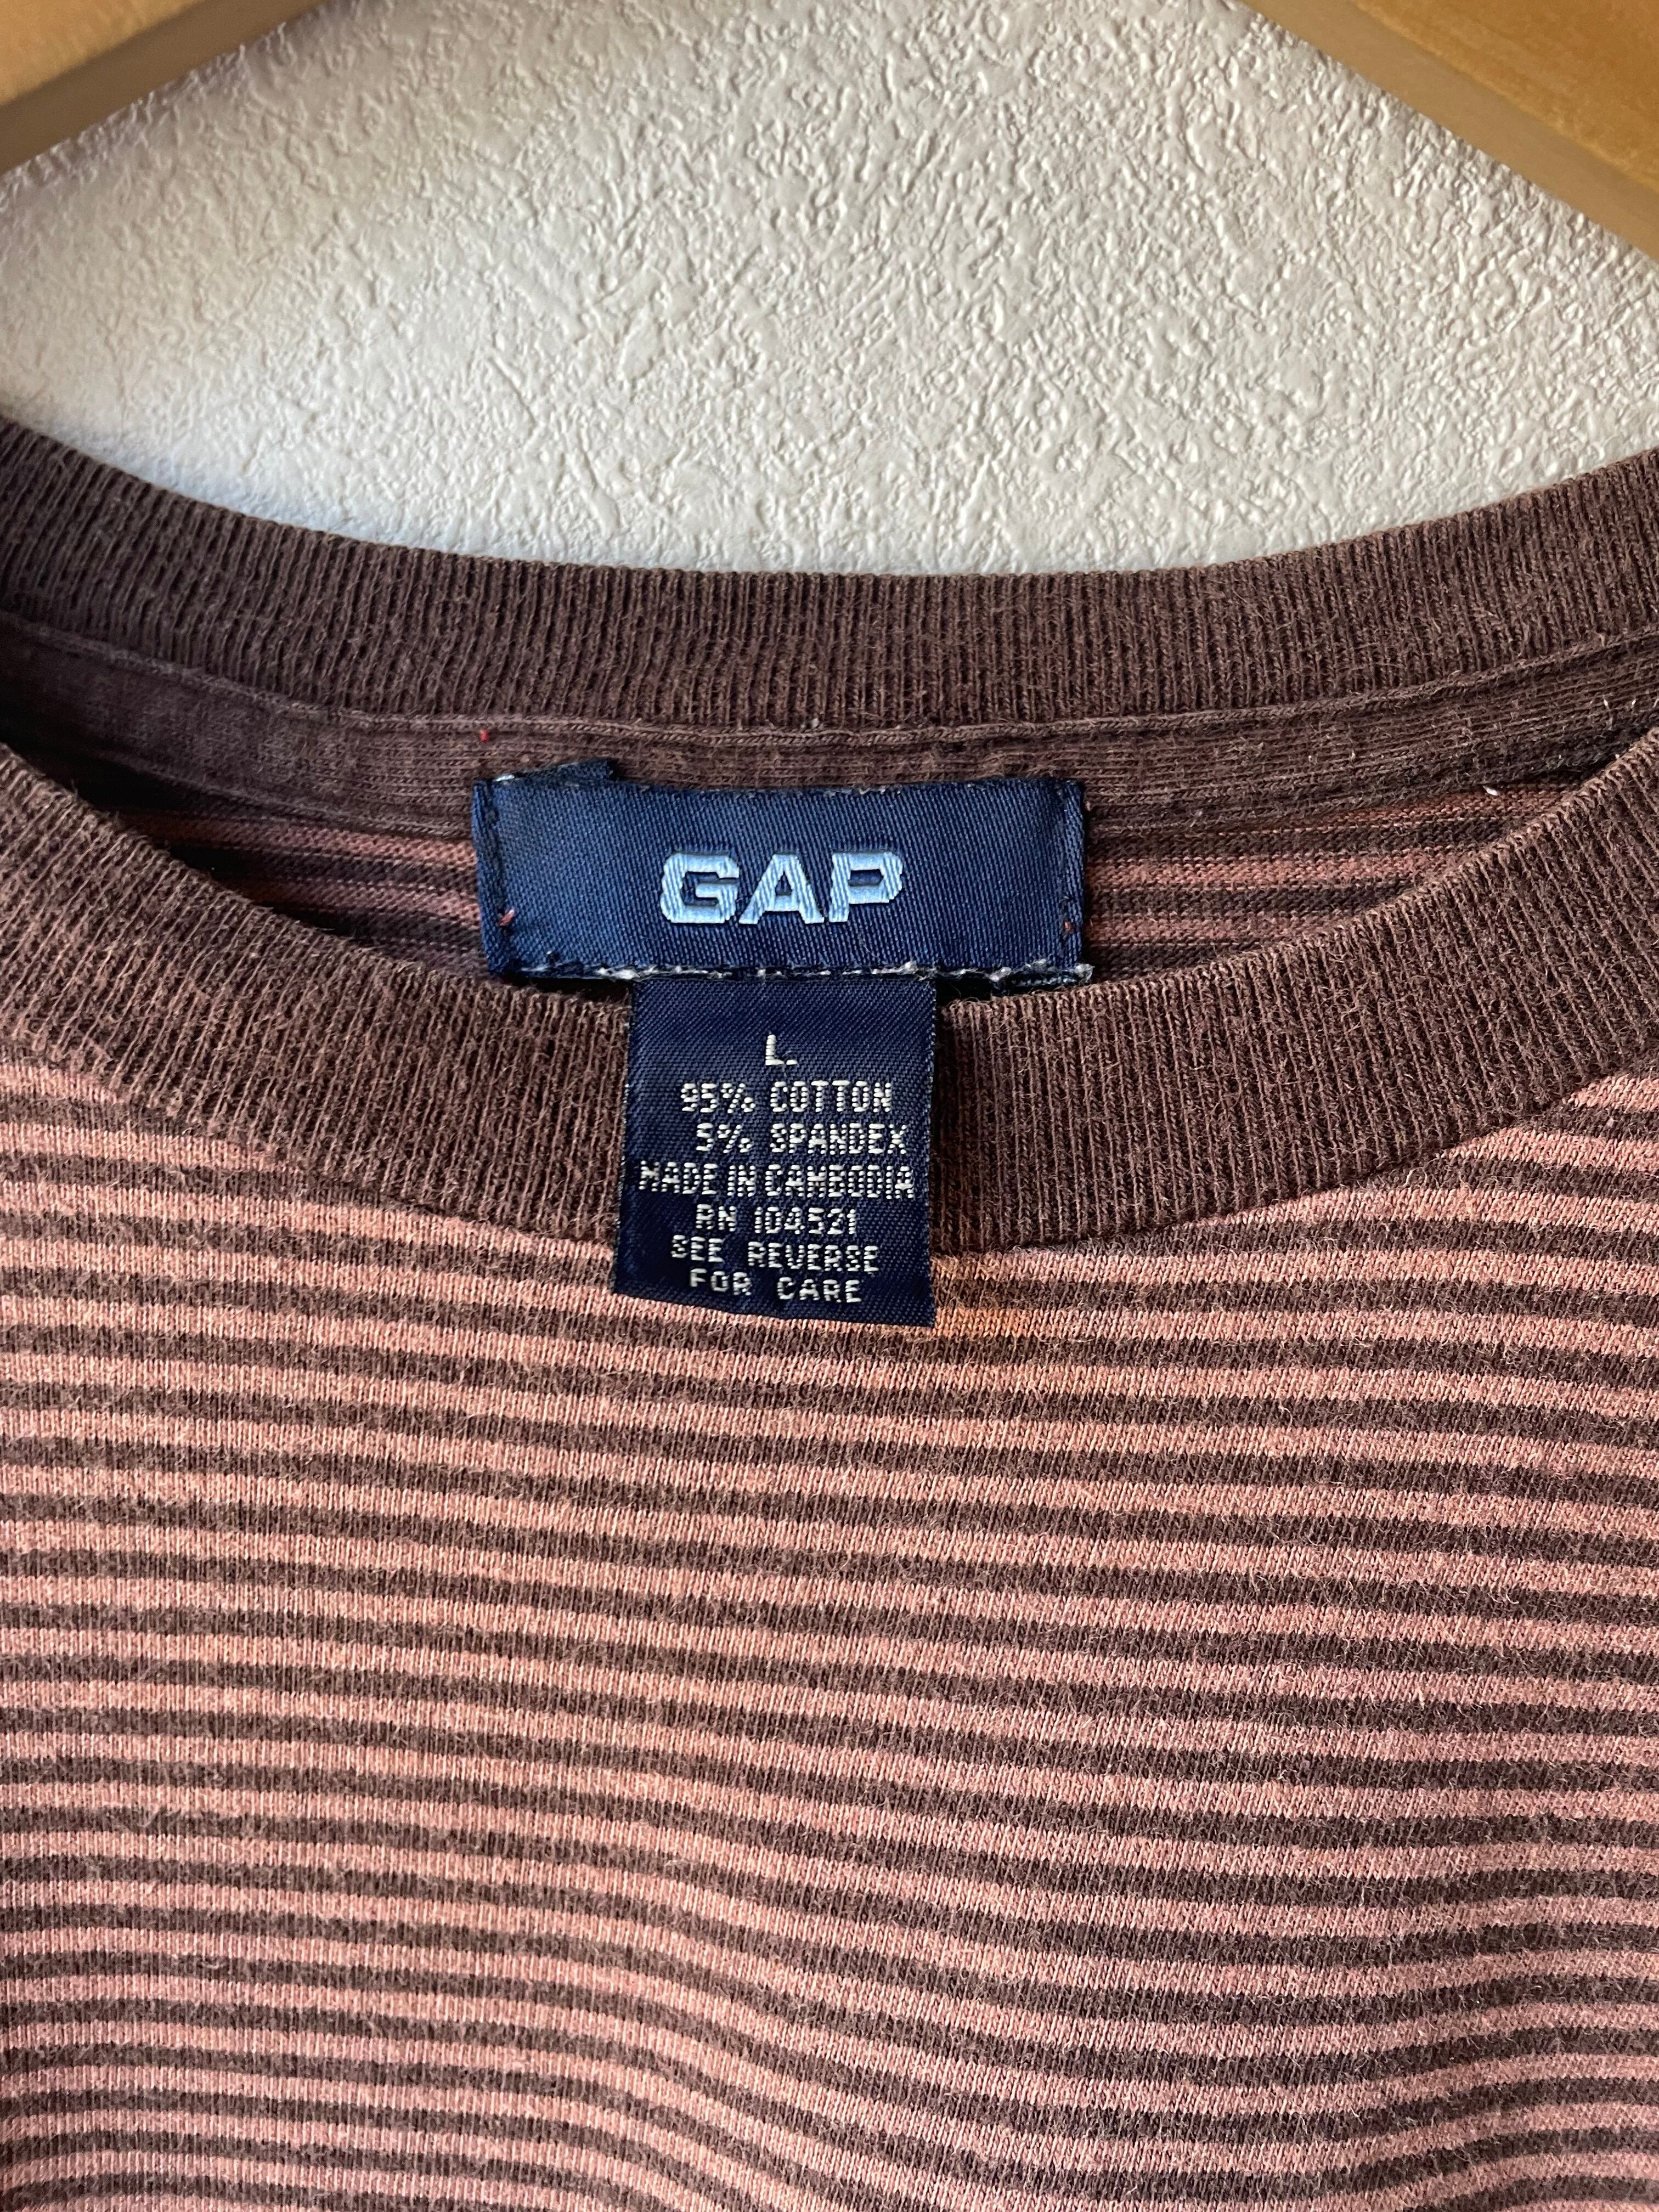 GAP
L.
95% COTTON
5% SPANDEX
MADE IN CAMBODIA
RN 104521
SEE REVERSE
FOR CARE